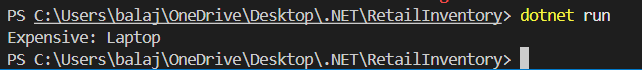 PS C:\Users\balaj\OneDrive\Desktop\.NET\RetailInventory> dotnet run
Expensive: Laptop
PS C:\Users\balaj\OneDrive\Desktop\.NET\RetailInventory>